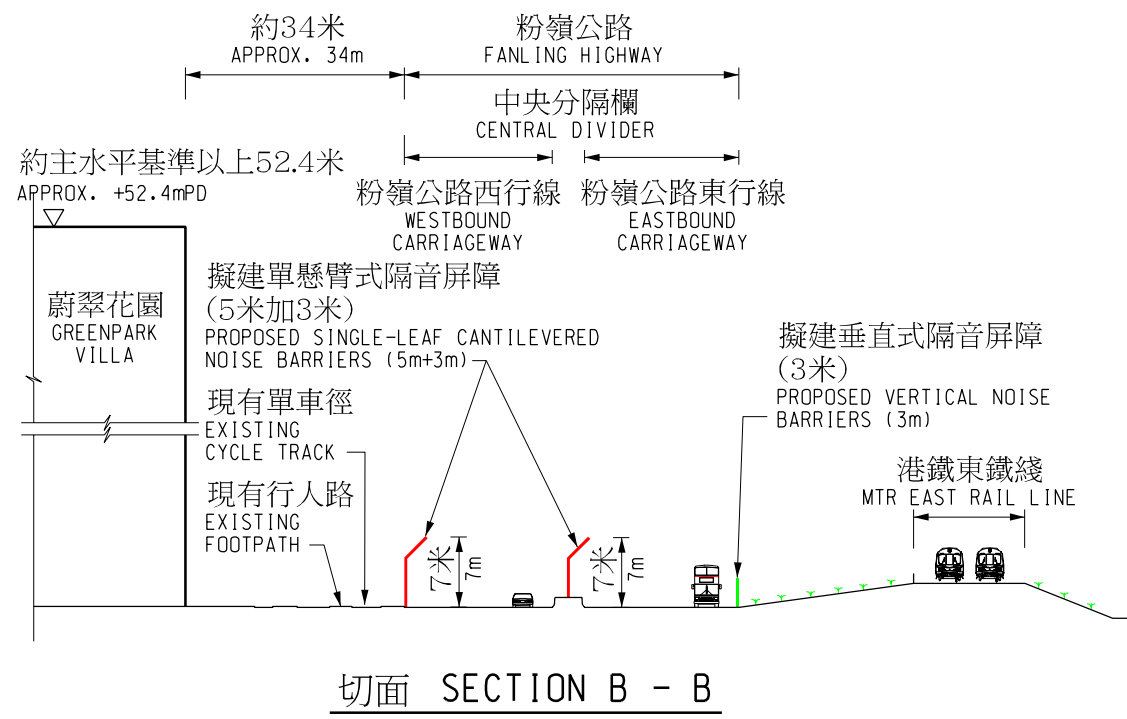 約34米
APPROX. 34m
粉嶺公路
FANLING HIGHWAY
中央分隔欄
CENTRAL DIVIDER
約主水平基準以上52.4米
APPROX. +52.4mPD
粉嶺公路西行線
WESTBOUND
CARRIAGEWAY
粉嶺公路東行線
EASTBOUND
CARRIAGEWAY
蔚翠花園
GREENPARK
VILLA
擬建單懸臂式隔音屏障
(5米加3米)
PROPOSED SINGLE-LEAF CANTILEVERED
NOISE BARRIERS (5m+3m)
現有單車徑
EXISTING
CYCLE TRACK
現有行人路
EXISTING
FOOTPATH
7米
7m
7米
7m
擬建垂直式隔音屏障
(3米)
PROPOSED VERTICAL NOISE
BARRIERS (3m)
港鐵東鐵綫
MTR EAST RAIL LINE
切面 SECTION B - B